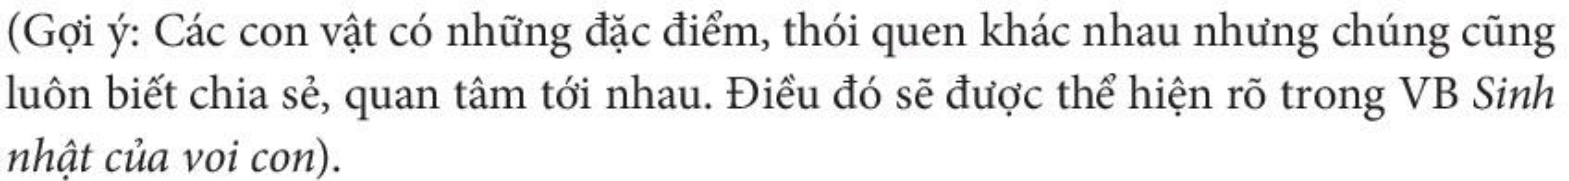 (Gợi ý: Các con vật có những đặc điểm, thói quen khác nhau nhưng chúng cũng
luôn biết chia sẻ, quan tâm tới nhau. Điều đó sẽ được thể hiện rõ trong VB Sinh
nhật của voi con).